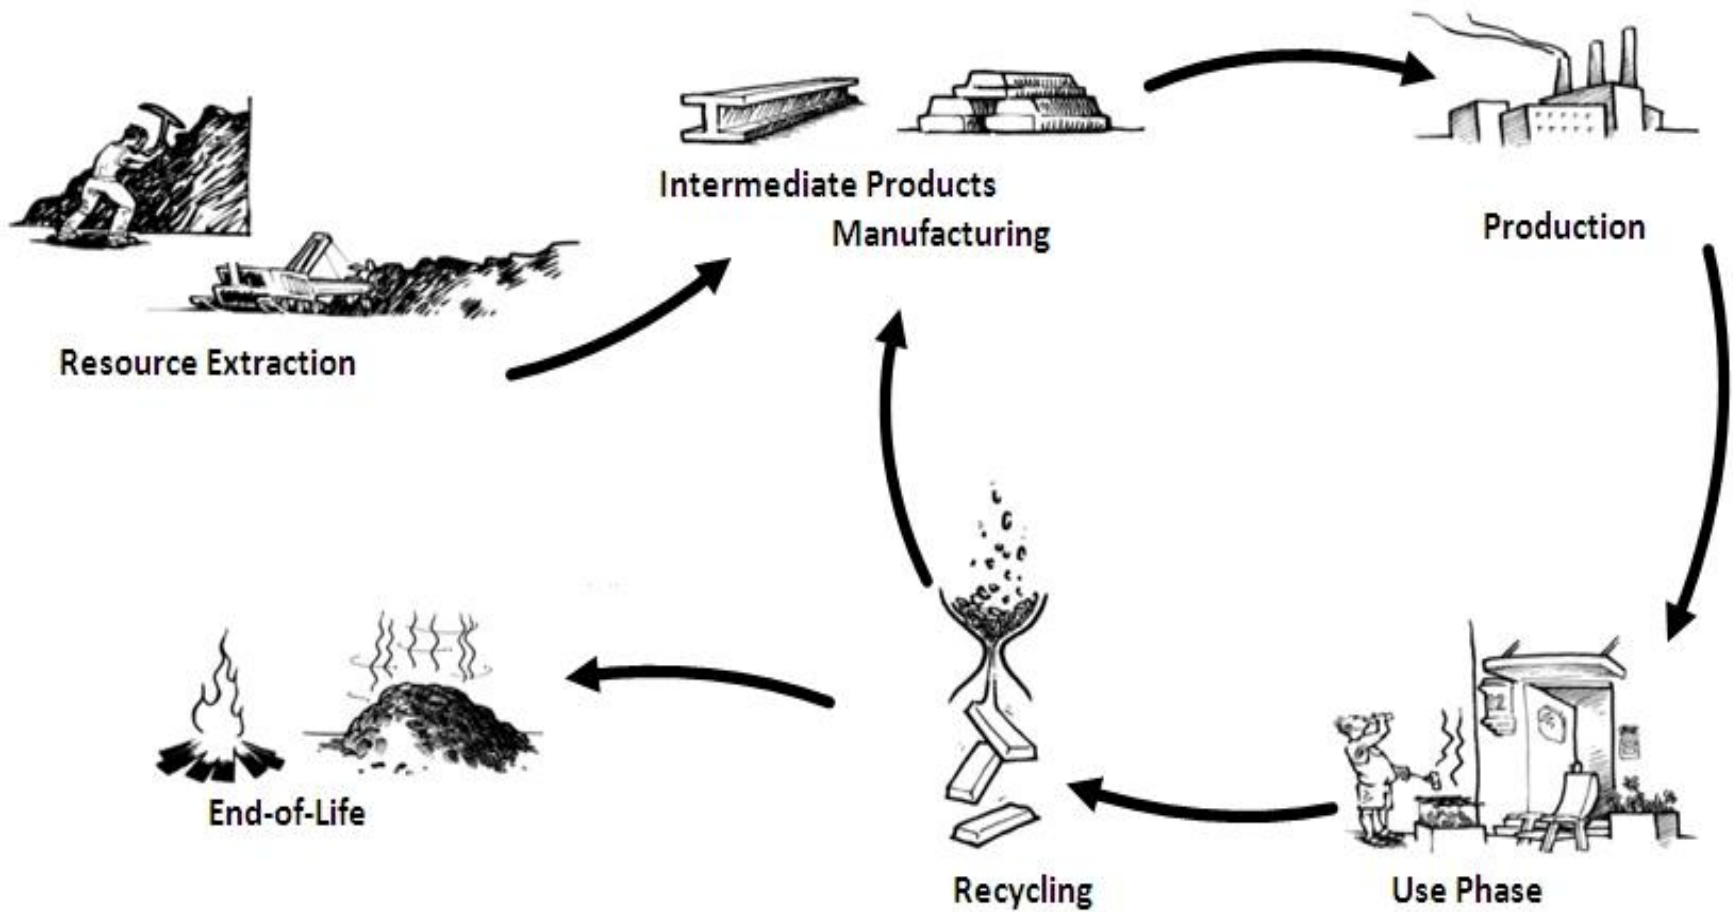 Intermediate Products
Manufacturing
Production
Resource Extraction
End-of-Life
Recycling
Use Phase